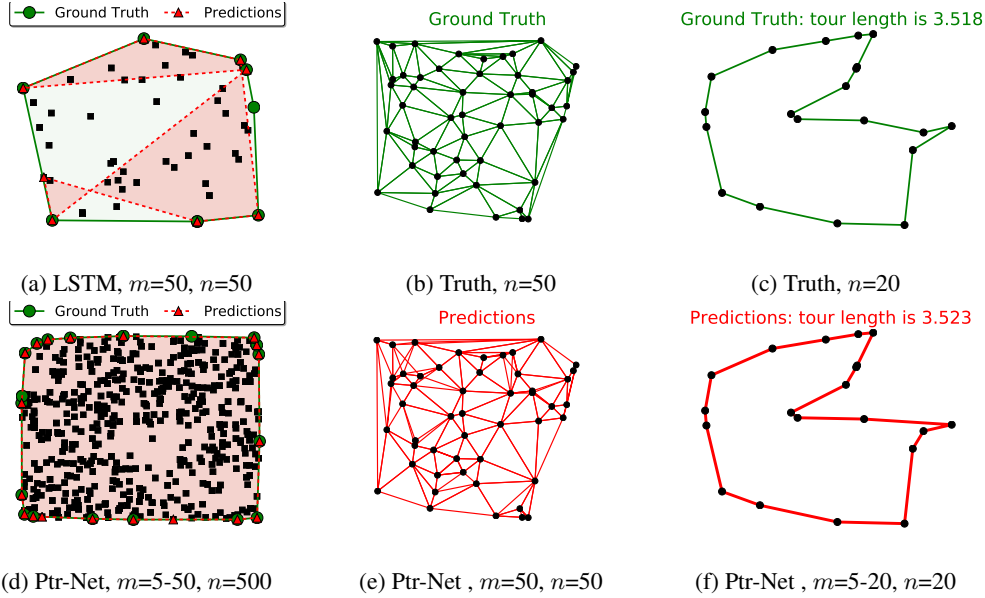 Ground Truth Predictions
Ground Truth
Ground Truth: tour length is 3.518
(a) LSTM, m=50, n=50
(b) Truth, n=50
(c) Truth, n=20
Ground Truth Predictions
Predictions
Predictions: tour length is 3.523
(d) Ptr-Net, m=5-50, n=500
(e) Ptr-Net , m=50, n=50
(f) Ptr-Net , m=5-20, n=20